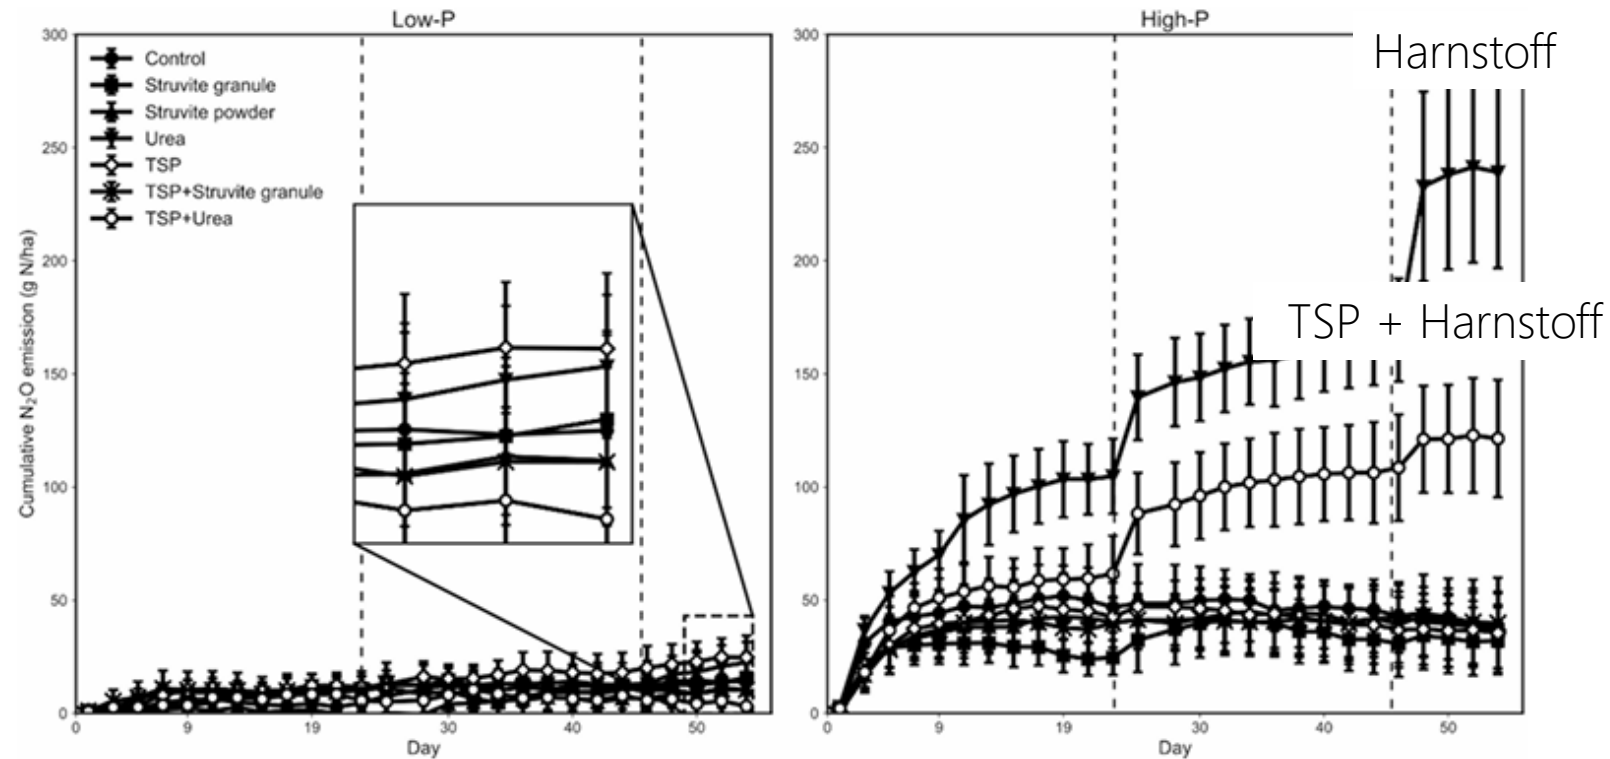 Low-P
High-P
Harnstoff
TSP + Harnstoff
300
250
200
150
100
50
0
Cumulative N₂O emission (g N/ha)
Control
Struvite granule
Struvite powder
Urea
TSP
TSP+Struvite granule
TSP+Urea
0 9 19 30 40 50
Day
300
250
200
150
100
50
0
0 9 19 30 40 50
Day